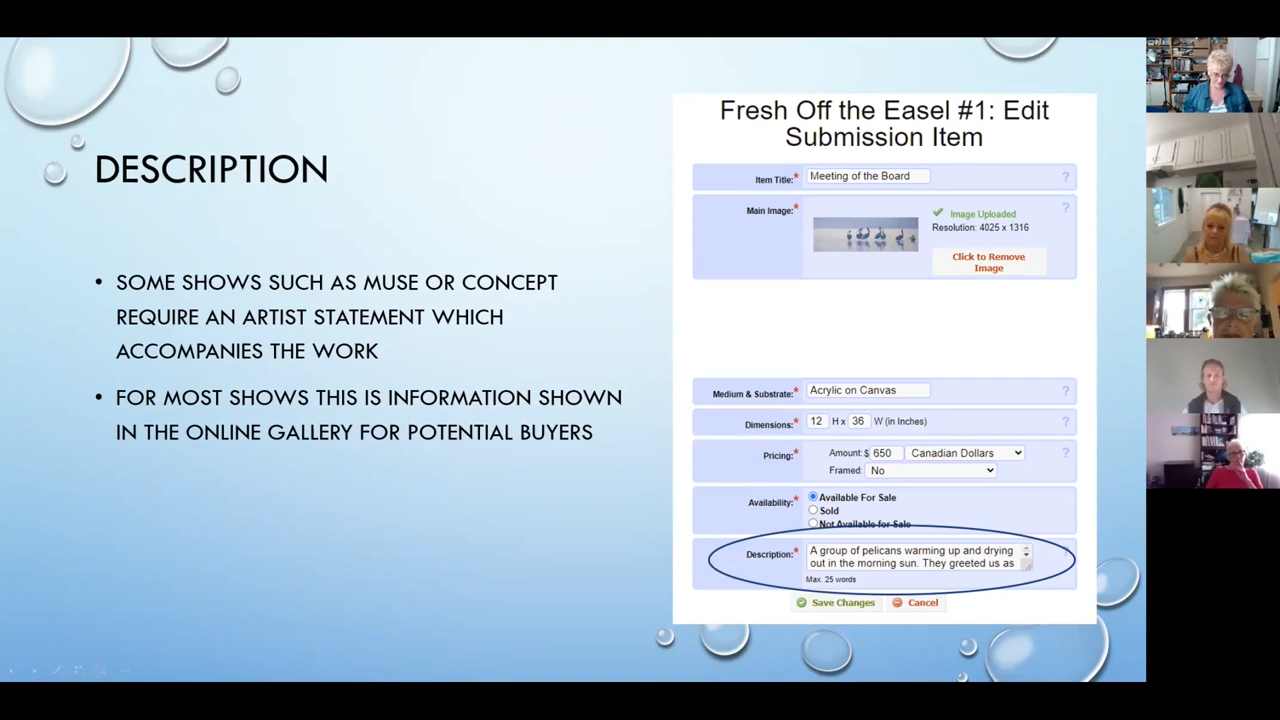 DESCRIPTION
• SOME SHOWS SUCH AS MUSE OR CONCEPT
REQUIRE AN ARTIST STATEMENT WHICH
ACCOMPANIES THE WORK
• FOR MOST SHOWS THIS IS INFORMATION SHOWN
IN THE ONLINE GALLERY FOR POTENTIAL BUYERS
Fresh Off the Easel #1: Edit
Submission Item
Item Title:* Meeting of the Board ?
Main Image:* Image Uploaded ?
Resolution: 4025 x 1316
Click to Remove
Image
Medium & Substrate:* Acrylic on Canvas ?
Dimensions:* 12 H x 36 W (in Inches) ?
Pricing:* Amount: $ 650 Canadian Dollars ?
Framed: No
Availability:* Available For Sale ?
Sold
Not Available for Sale
Description:* A group of pelicans warming up and drying ?
out in the morning sun. They greeted us as
Max. 25 words
Save Changes Cancel